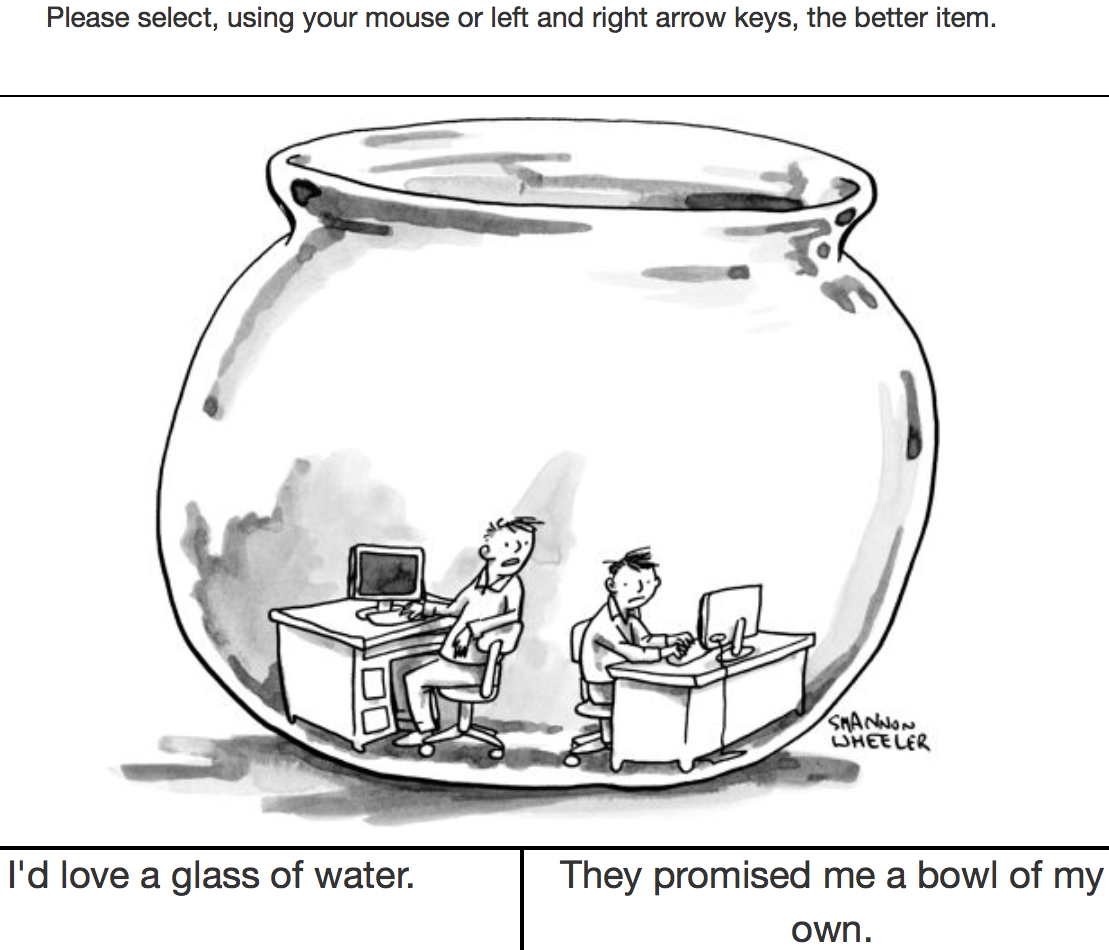 Please select, using your mouse or left and right arrow keys, the better item.
SHANNON
WHEELER
I'd love a glass of water.
They promised me a bowl of my
own.